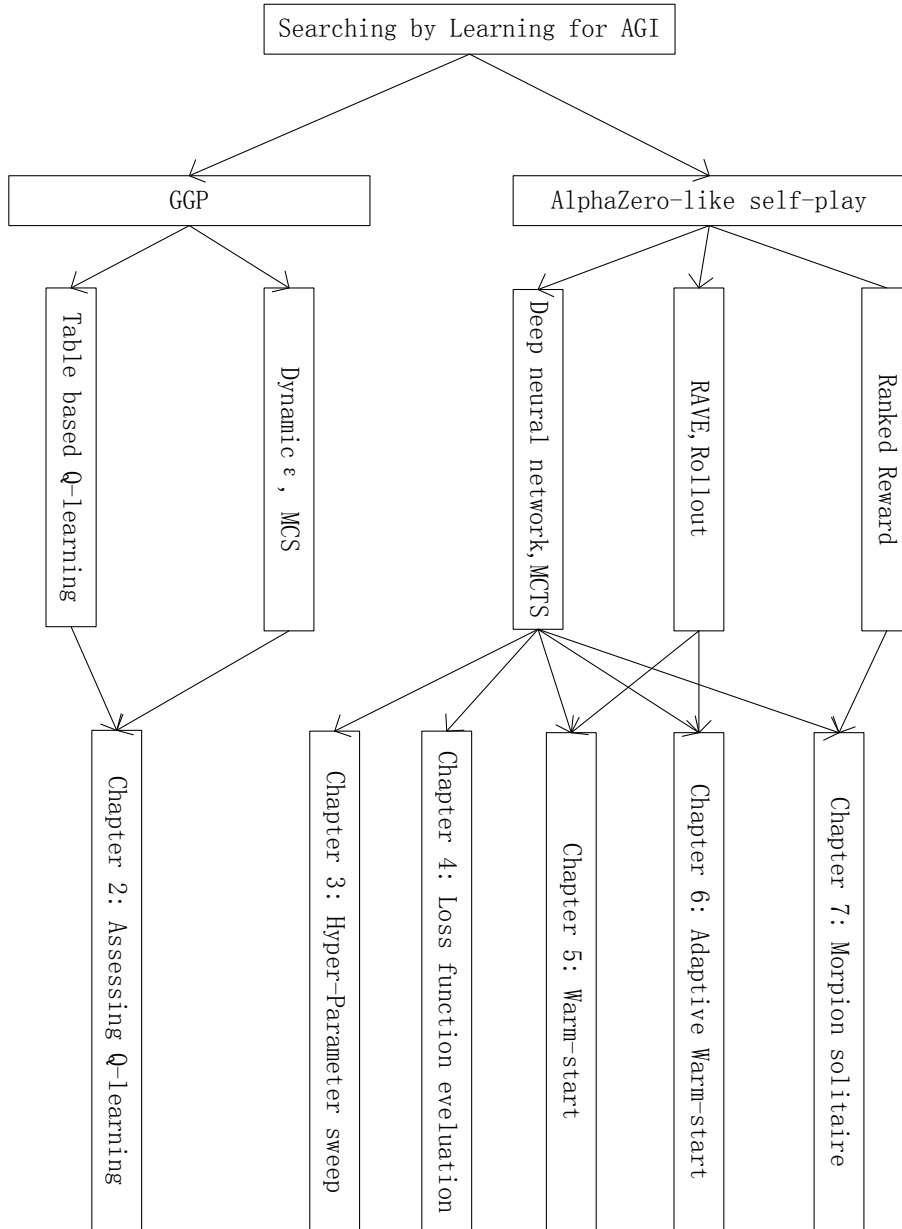 Searching by Learning for AGI
GGP
AlphaZero-like self-play
Table based Q-learning
Dynamic ε, MCS
Deep neural network,MCTS
RAVE,Rollout
Ranked Reward
Chapter 2: Assessing Q-learning
Chapter 3: Hyper-Parameter sweep
Chapter 4: Loss function eveluation
Chapter 5: Warm-start
Chapter 6: Adaptive Warm-start
Chapter 7: Morpion solitaire